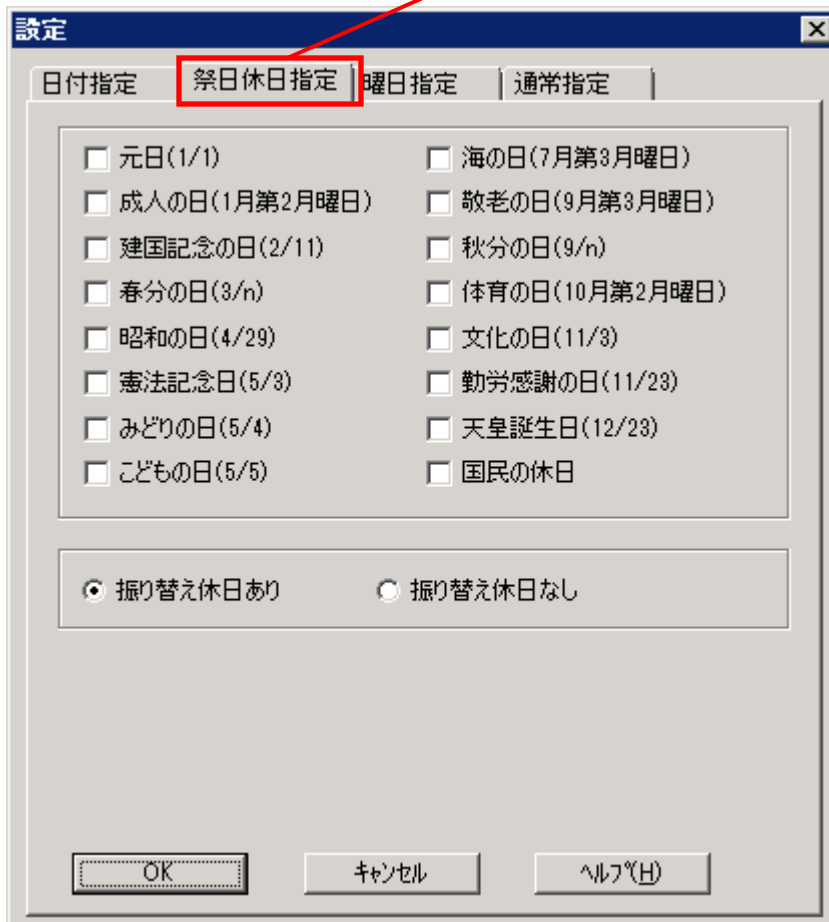 設定
日付指定 祭日休日指定 曜日指定 通常指定
元日(1/1) 海の日(7月第3月曜日)
成人の日(1月第2月曜日) 敬老の日(9月第3月曜日)
建国記念の日(2/11) 秋分の日(9/n)
春分の日(3/n) 体育の日(10月第2月曜日)
昭和の日(4/29) 文化の日(11/3)
憲法記念日(5/3) 勤労感謝の日(11/23)
みどりの日(5/4) 天皇誕生日(12/23)
こどもの日(5/5) 国民の休日
振り替え休日あり 振り替え休日なし
OK キャンセル ヘルプ(H)